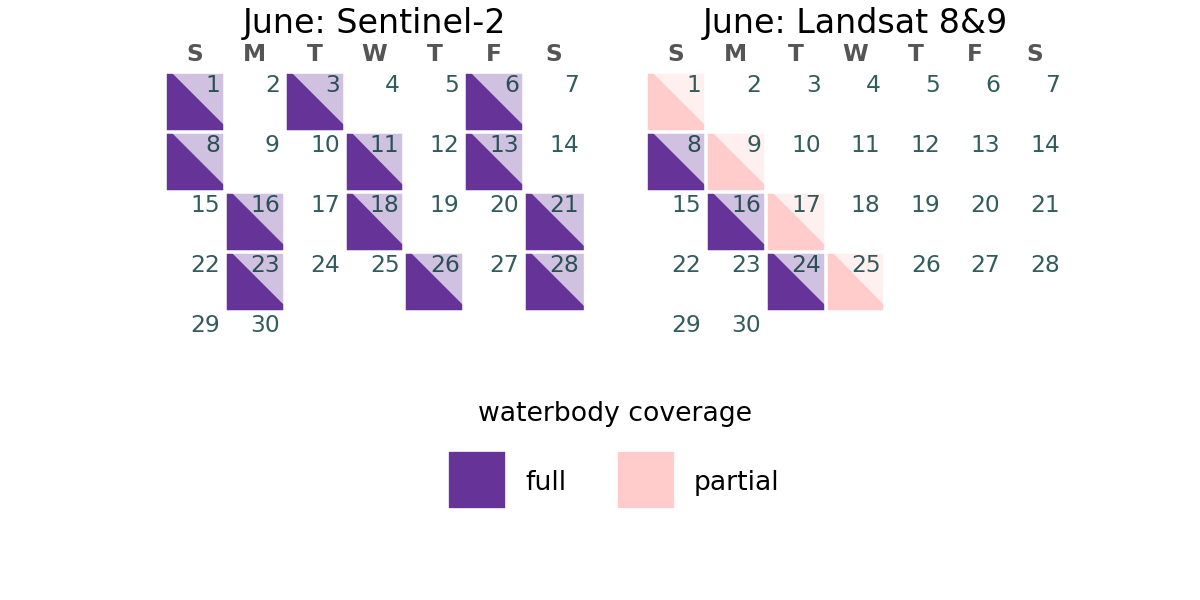 June: Sentinel-2
S M T W T F S
1 2 3 4 5 6 7
8 9 10 11 12 13 14
15 16 17 18 19 20 21
22 23 24 25 26 27 28
29 30
June: Landsat 8&9
S M T W T F S
1 2 3 4 5 6 7
8 9 10 11 12 13 14
15 16 17 18 19 20 21
22 23 24 25 26 27 28
29 30
waterbody coverage
full partial